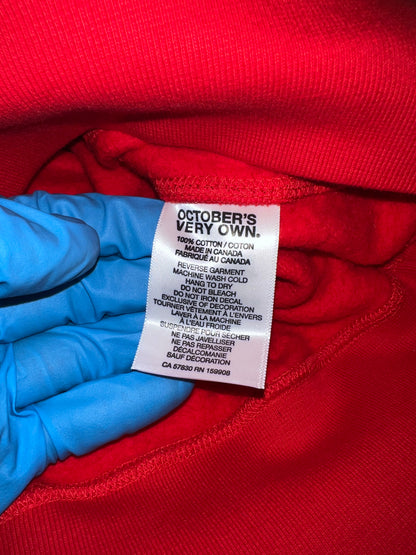 OCTOBER'S
VERY OWN.
100% COTTON / COTON
MADE IN CANADA
FABRIQUÉ AU CANADA
REVERSE GARMENT
MACHINE WASH COLD
HANG TO DRY
DO NOT BLEACH
DO NOT IRON DECAL
EXCLUSIVE OF DECORATION
TOURNER VÊTEMENT À L'ENVERS
LAVER À LA MACHINE
À L'EAU FROIDE
SUSPENDRE POUR SÉCHER
NE PAS JAVELLISER
NE PAS REPASSER
DÉCALCOMANIE
SAUF DÉCORATION
CA 57830 RN 159908